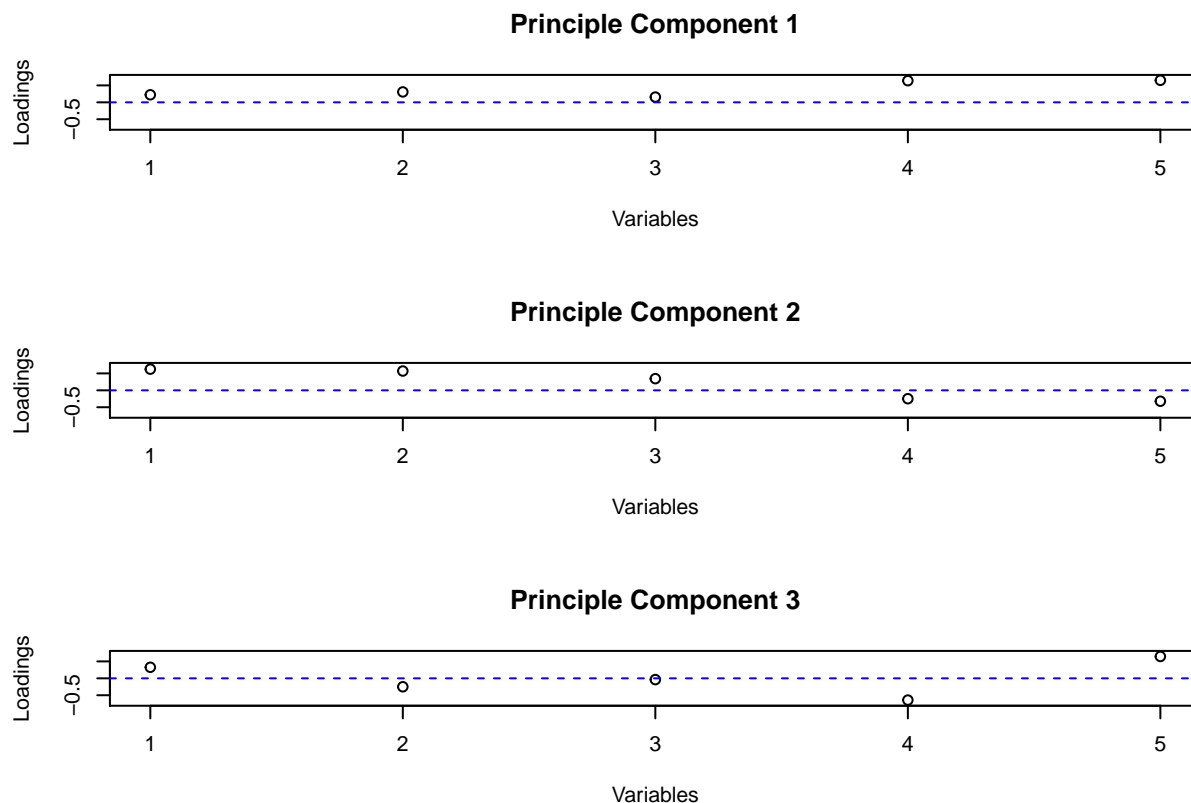 Principle Component 1
Loadings
−0.5
1 2 3 4 5
Variables
Principle Component 2
Loadings
−0.5
1 2 3 4 5
Variables
Principle Component 3
Loadings
−0.5
1 2 3 4 5
Variables